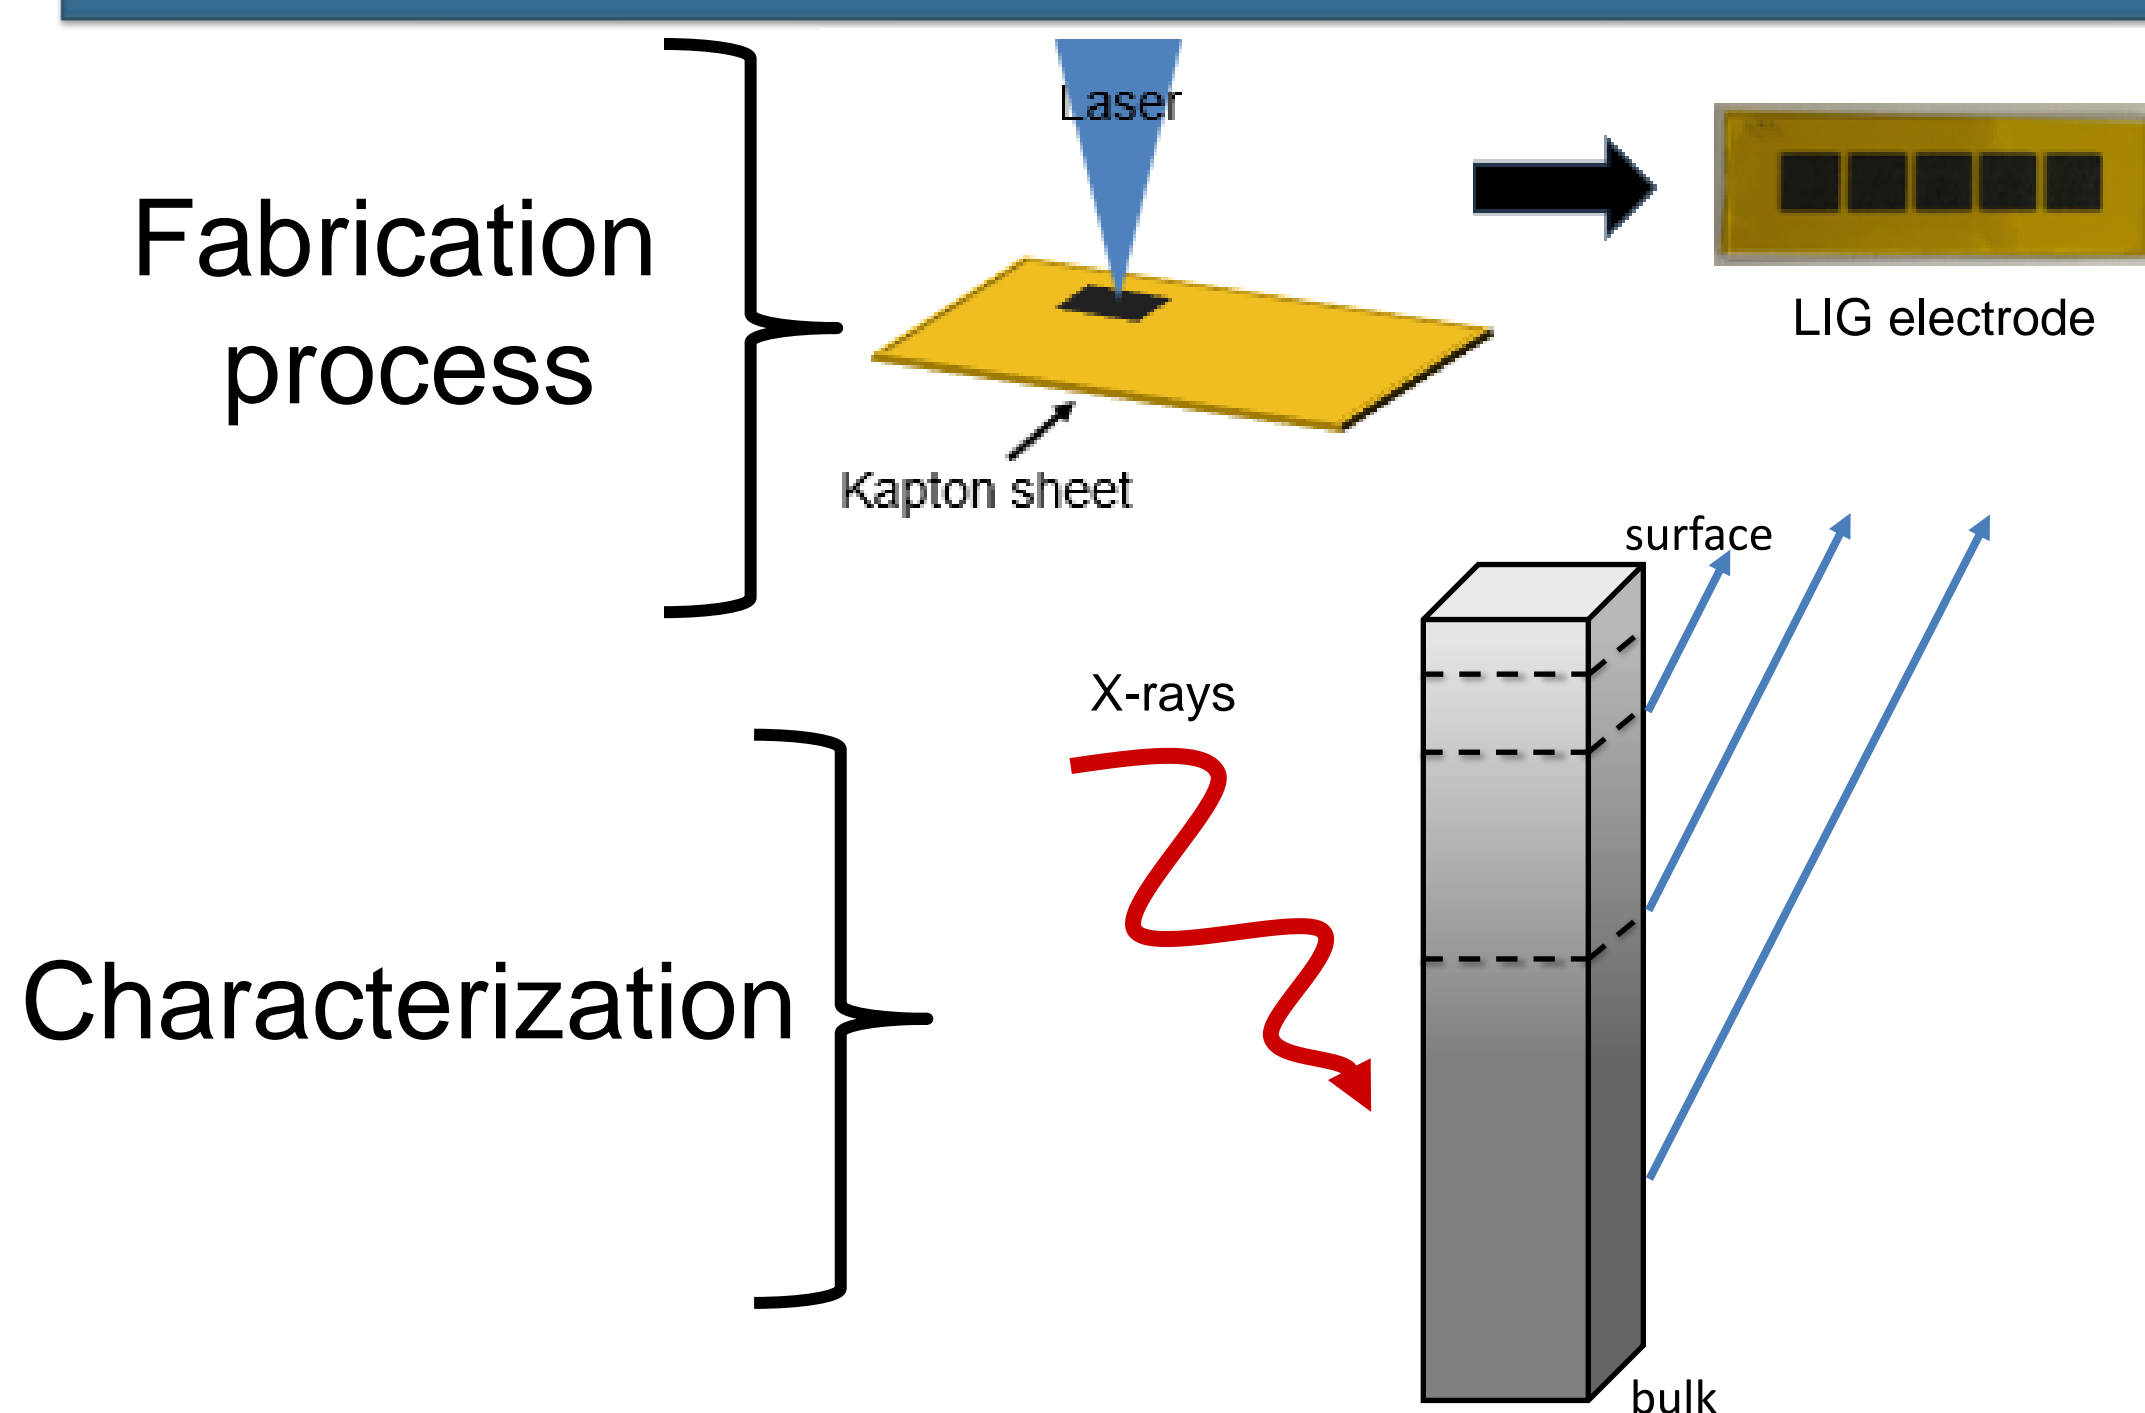 Laser
Fabrication
process
LIG electrode
Kapton sheet
surface
X-rays
Characterization
bulk